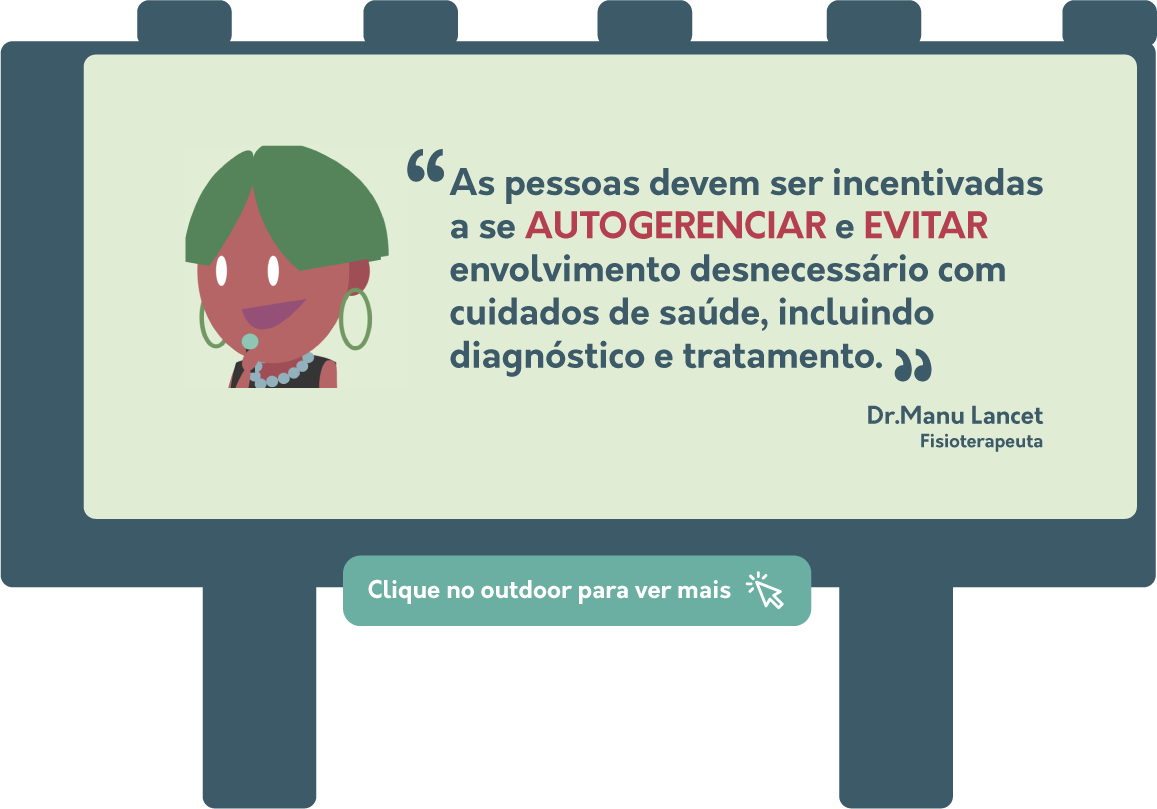 “As pessoas devem ser incentivadas
a se AUTOGERENCIAR e EVITAR
envolvimento desnecessário com
cuidados de saúde, incluindo
diagnóstico e tratamento.”
Dr.Manu Lancet
Fisioterapeuta
Clique no outdoor para ver mais